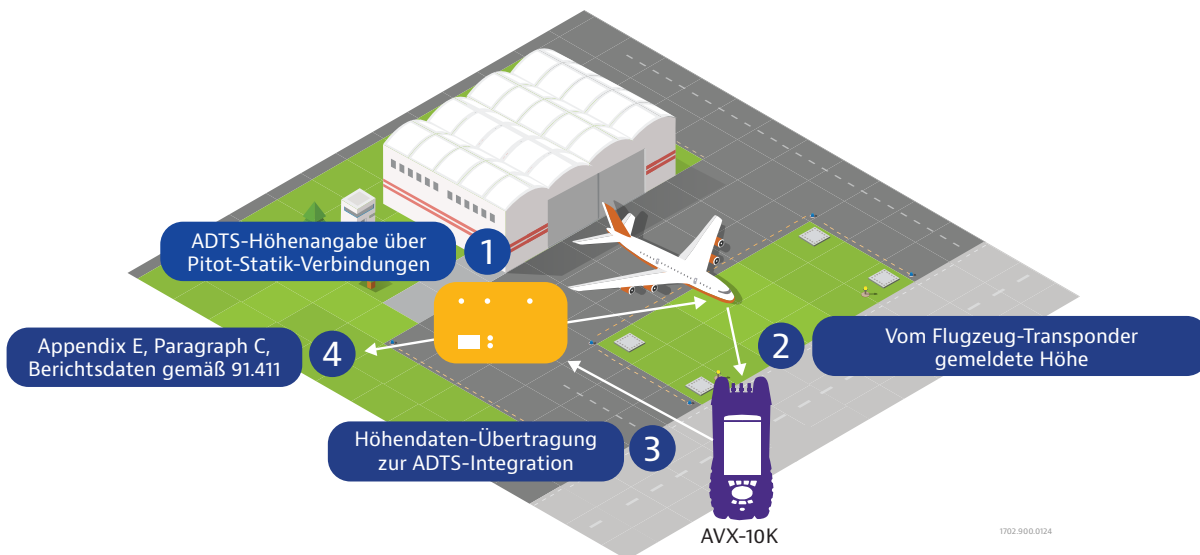 ADTS-Höhenangabe über
Pitot-Statik-Verbindungen
1
Appendix E, Paragraph C,
Berichtsdaten gemäß 91.411
4
2
Vom Flugzeug-Transponder
gemeldete Höhe
Höhendaten-Übertragung
zur ADTS-Integration
3
AVX-10K
1702.900.0124